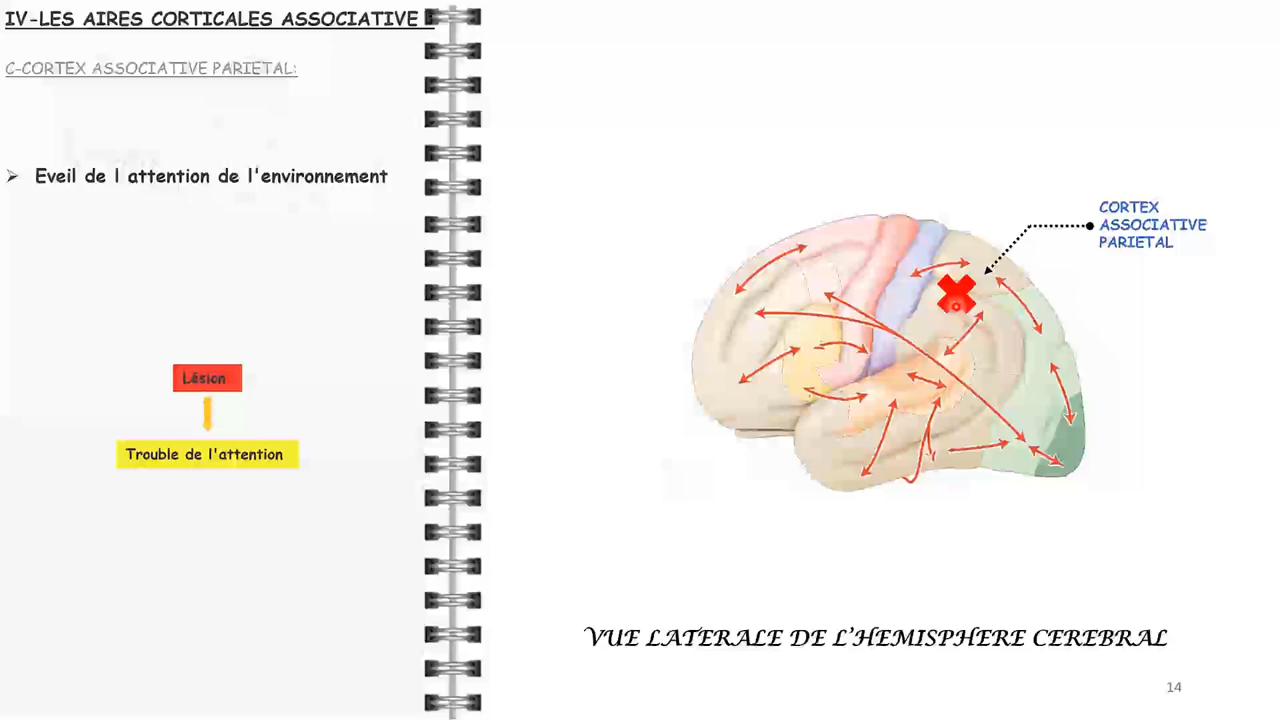 IV-LES AIRES CORTICALES ASSOCIATIVE
C-CORTEX ASSOCIATIVE PARIETAL:
➢ Eveil de l attention de l'environnement
Lésion
Trouble de l'attention
CORTEX
ASSOCIATIVE
PARIETAL
VUE LATERALE DE L'HEMISPHERE CEREBRAL
14